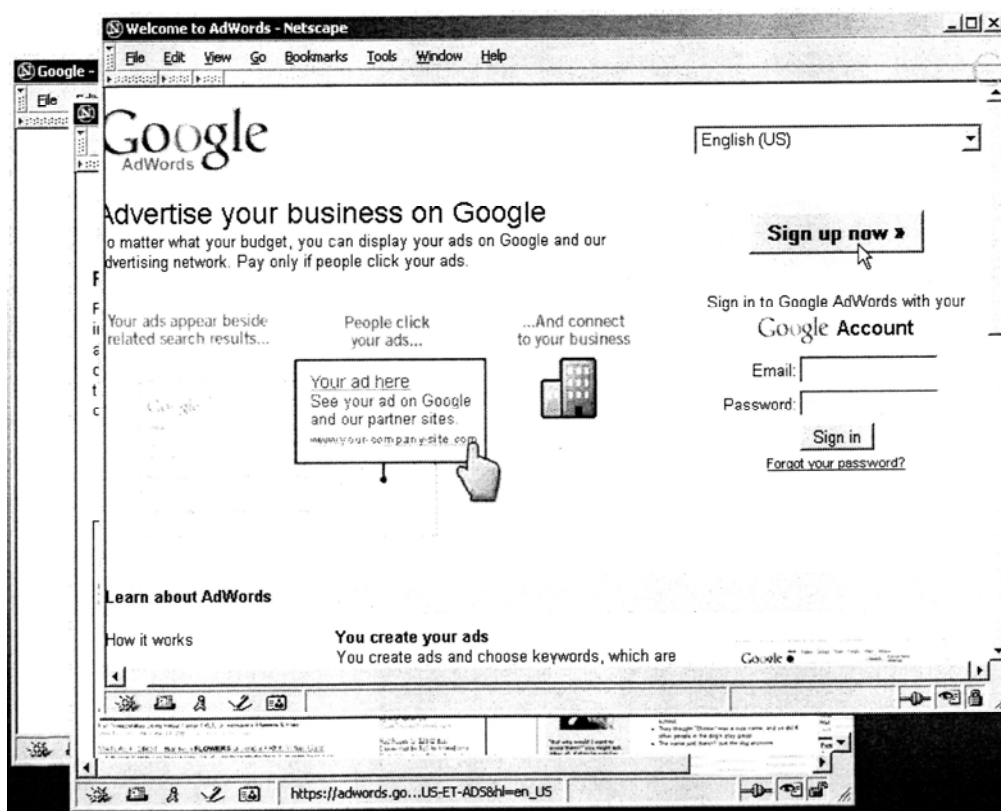 Welcome to AdWords - Netscape
File Edit View Go Bookmarks Tools Window Help
Google -
File
Google
AdWords
English (US)
Advertise your business on Google
o matter what your budget, you can display your ads on Google and our
dvertising network. Pay only if people click your ads.
Sign up now »
Your ads appear beside
related search results...
People click
your ads...
...And connect
to your business
Your ad here
See your ad on Google
and our partner sites.
www.your-company-site.com
Google
Sign in to Google AdWords with your
Google Account
Email:
Password:
Sign in
Forgot your password?
Learn about AdWords
How it works
You create your ads
You create ads and choose keywords, which are
Google
https://adwords.go...US-ET-ADS&hl=en_US